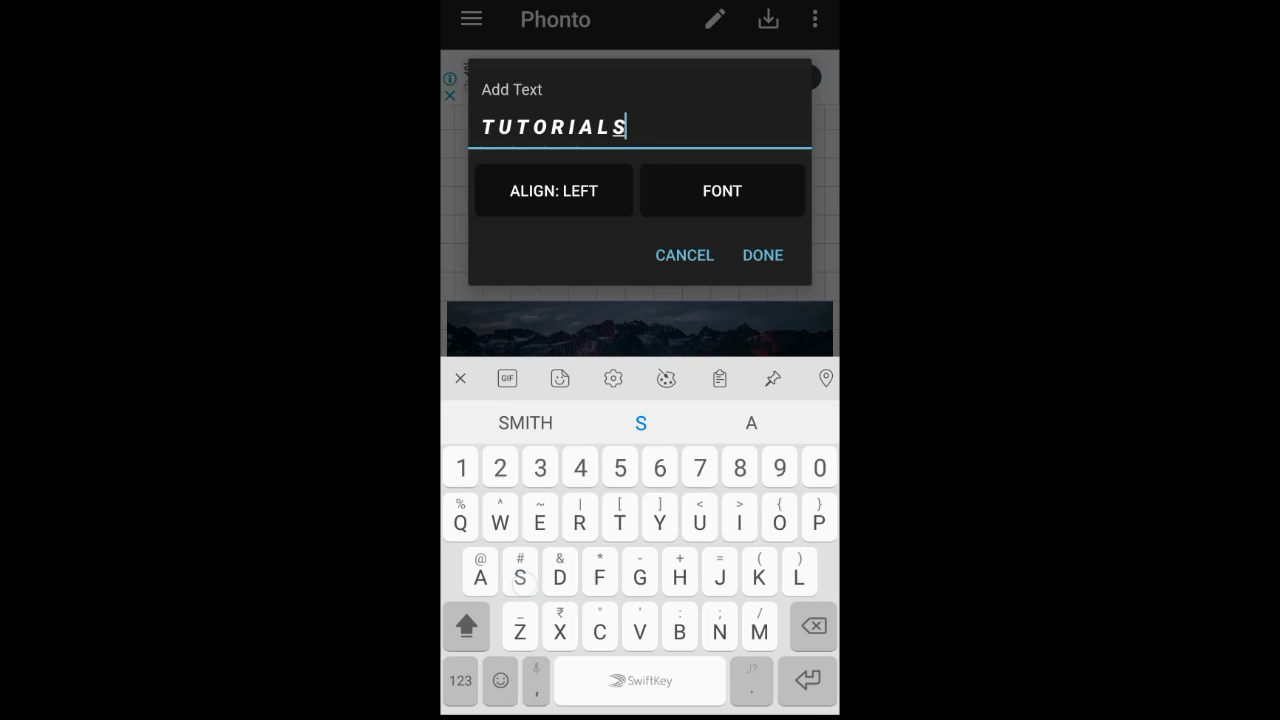 Phonto
Add Text
TUTORIALS
ALIGN: LEFT FONT
CANCEL DONE
GIF
SMITH S A
1 2 3 4 5 6 7 8 9 0
% ^ ~ | [ ] < > { }
Q W E R T Y U I O P
@ # & * - + = ( )
A S D F G H J K L
_ ₹ " ' : ; /
Z X C V B N M
123 , SwiftKey ,!? .